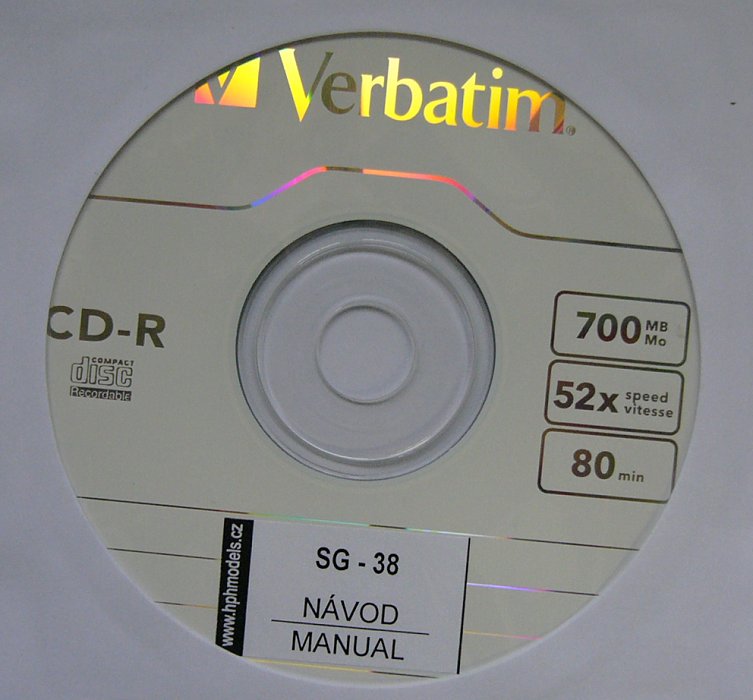 Verbatim®
CD-R
COMPACT
disc
Recordable
700 MB
Mo
52x speed
vitesse
80 min
www.hphmodels.cz
SG - 38
NÁVOD
MANUAL